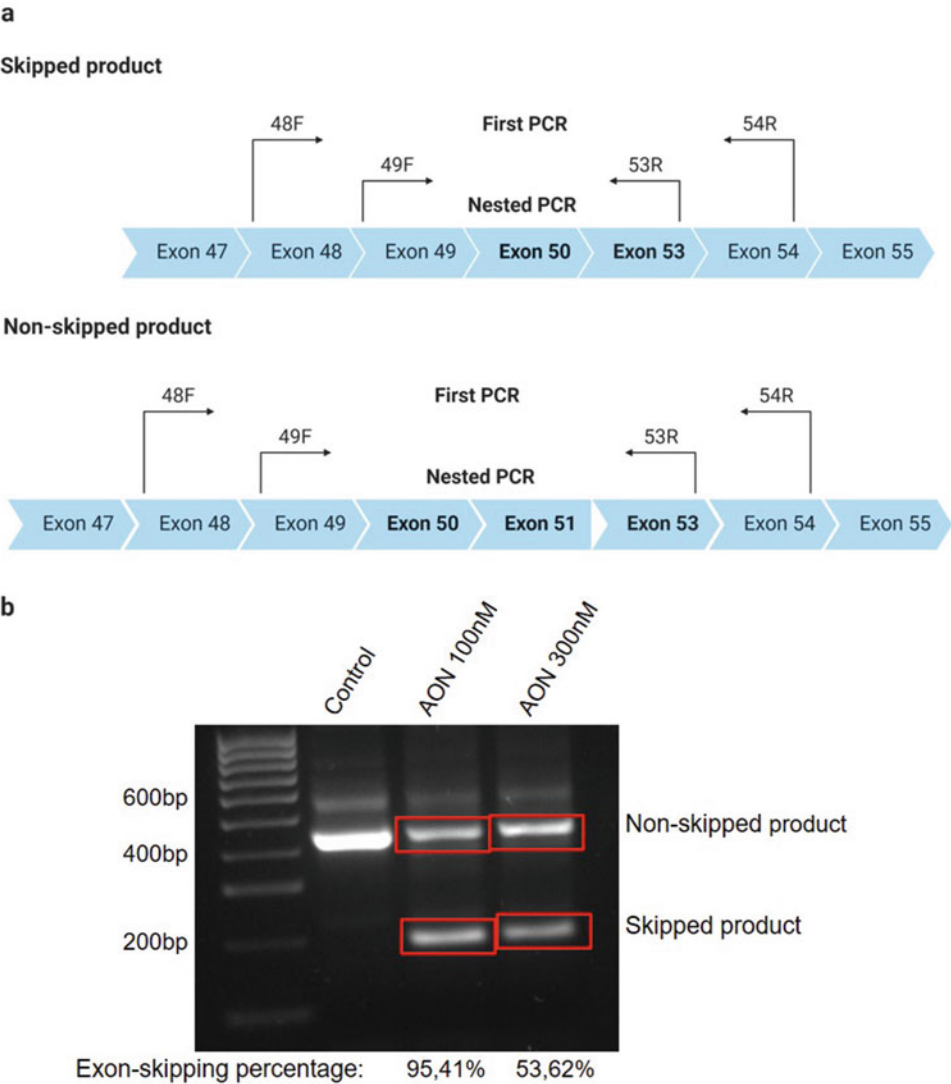 a
Skipped product
48F First PCR 54R
49F 53R
Nested PCR
Exon 47 Exon 48 Exon 49 Exon 50 Exon 53 Exon 54 Exon 55
Non-skipped product
48F First PCR 54R
49F 53R
Nested PCR
Exon 47 Exon 48 Exon 49 Exon 50 Exon 51 Exon 53 Exon 54 Exon 55
b
Control AON 100nM AON 300nM
600bp
Non-skipped product
400bp
Skipped product
200bp
Exon-skipping percentage: 95,41% 53,62%